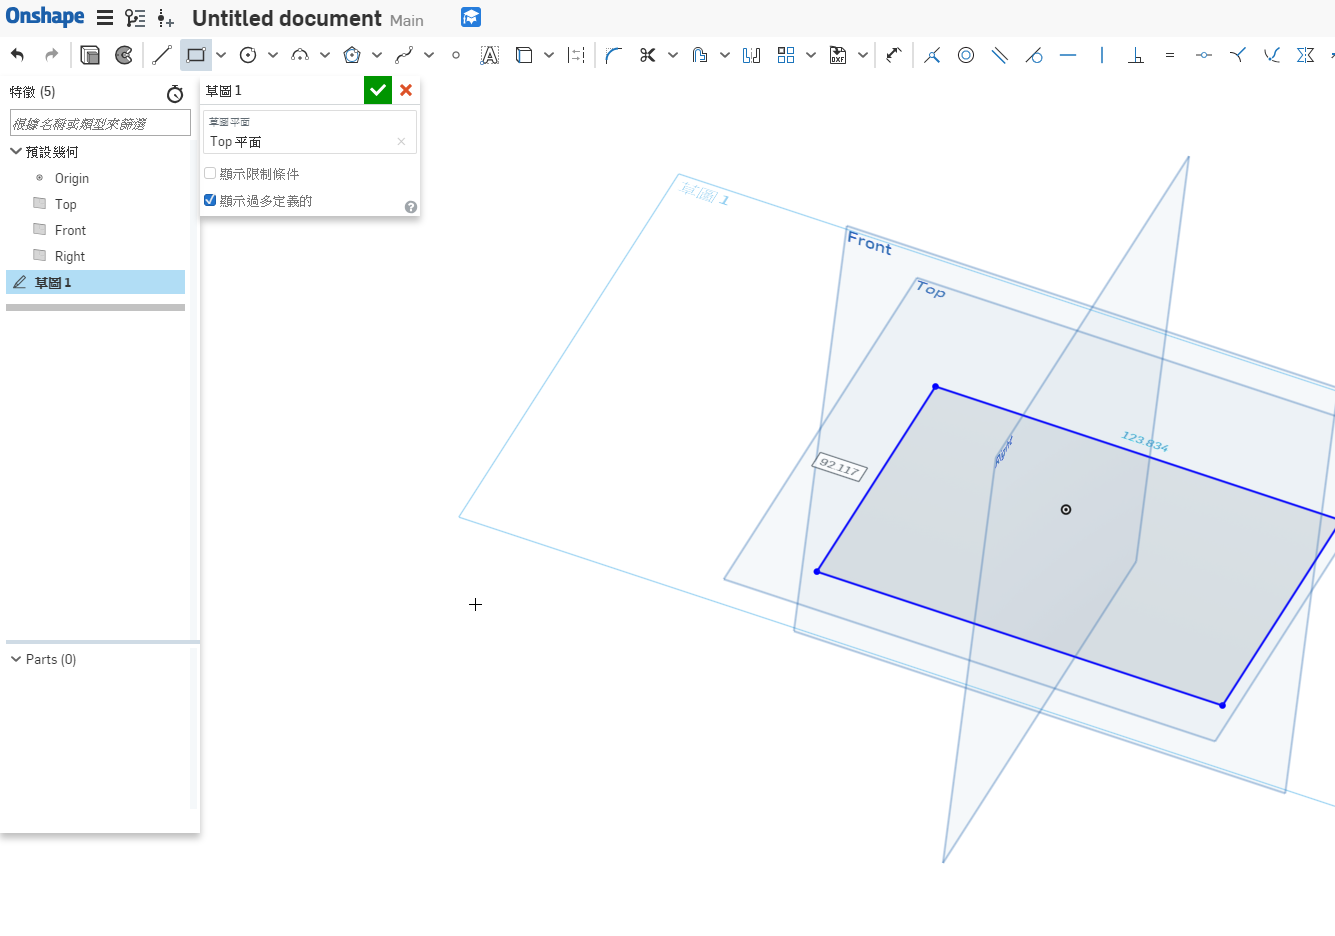 Onshape Untitled document Main
DXF
特徵 (5)
根據名稱或類型來篩選
預設幾何
Origin
Top
Front
Right
草圖 1
Parts (0)
草圖 1
草圖平面
Top 平面
顯示限制條件
顯示過多定義的
草圖 1
Front
Top
123.834
Right
92.117